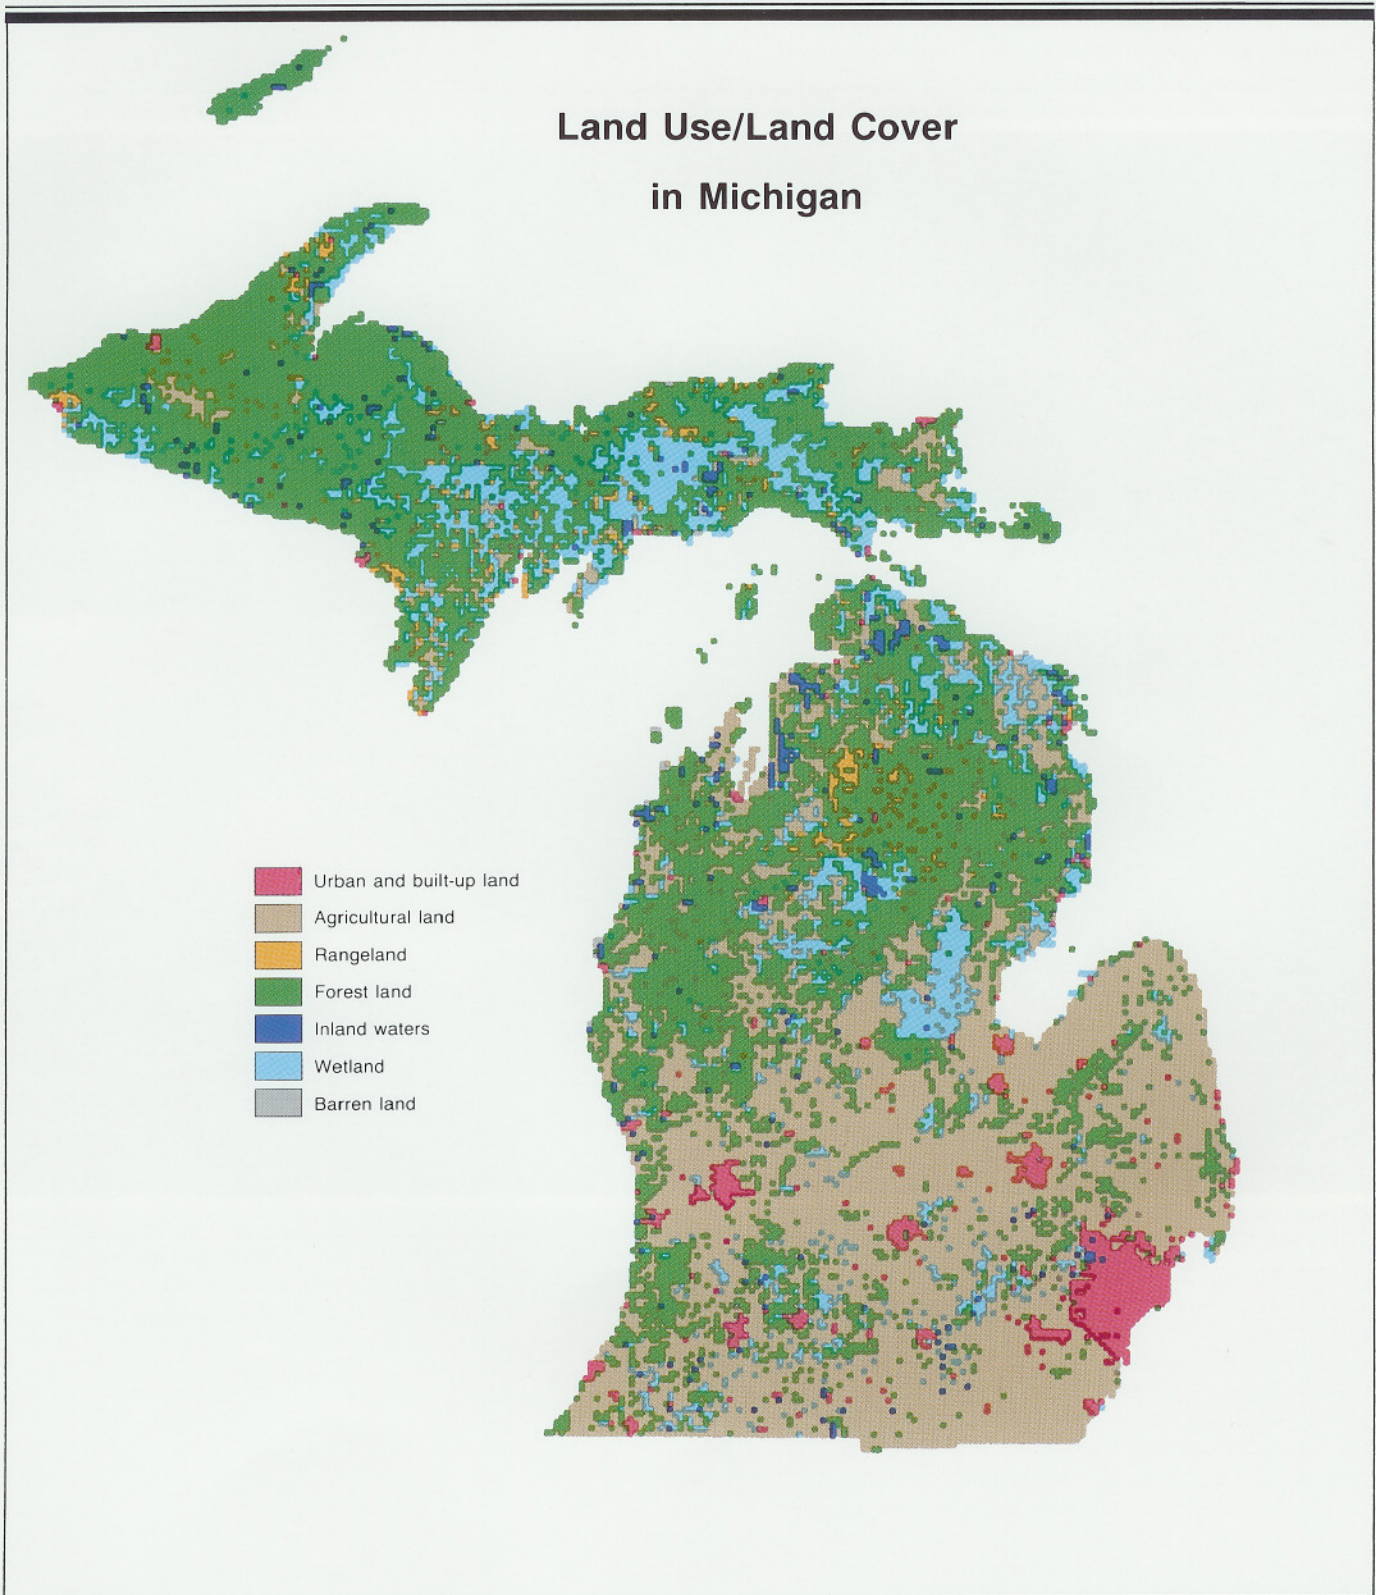 Land Use/Land Cover
in Michigan
Urban and built-up land
Agricultural land
Rangeland
Forest land
Inland waters
Wetland
Barren land